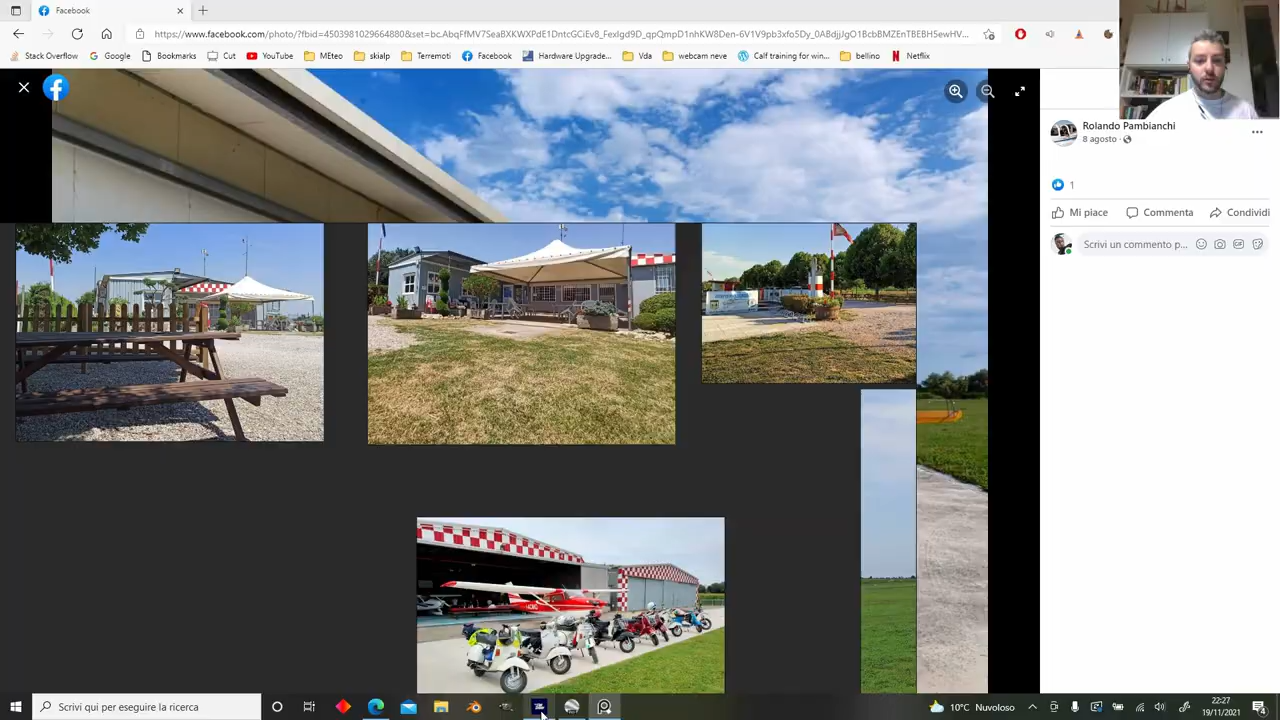 Facebook
https://www.facebook.com/photo/?fbid=4503981029664880&set=bc.AbqFfMV7SeaBXKWXPdE1DntcGCiEv8_
Stack Overflow
Google
Bookmarks
Cut
YouTube
MEteo
skialp
Terremoti
Facebook
Hardware Upgrade...
Vda
webcam neve
Calf training for win...
bellino
Netflix
Rolando Pambianchi
8 agosto ·
1
Mi piace
Commenta
Condividi
Scrivi un commento p...
Scrivi qui per eseguire la ricerca
10°C Nuvoloso
22:27
19/11/2021
4